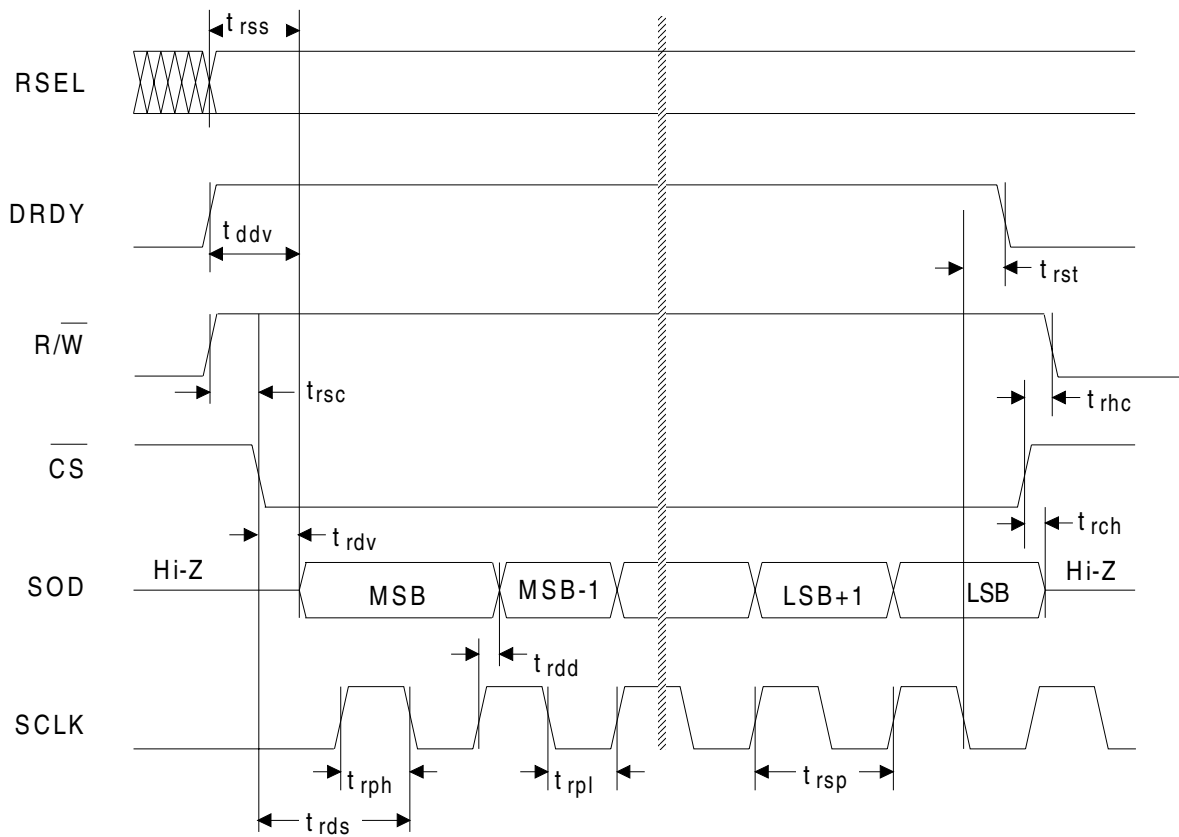 t rss
RSEL
DRDY
t ddv
t rst
R/W̅
t rsc
t rhc
C̅S̅
t rdv
t rch
Hi-Z
Hi-Z
SOD
MSB
MSB-1
LSB+1
LSB
t rdd
SCLK
t rph
t rpl
t rsp
t rds